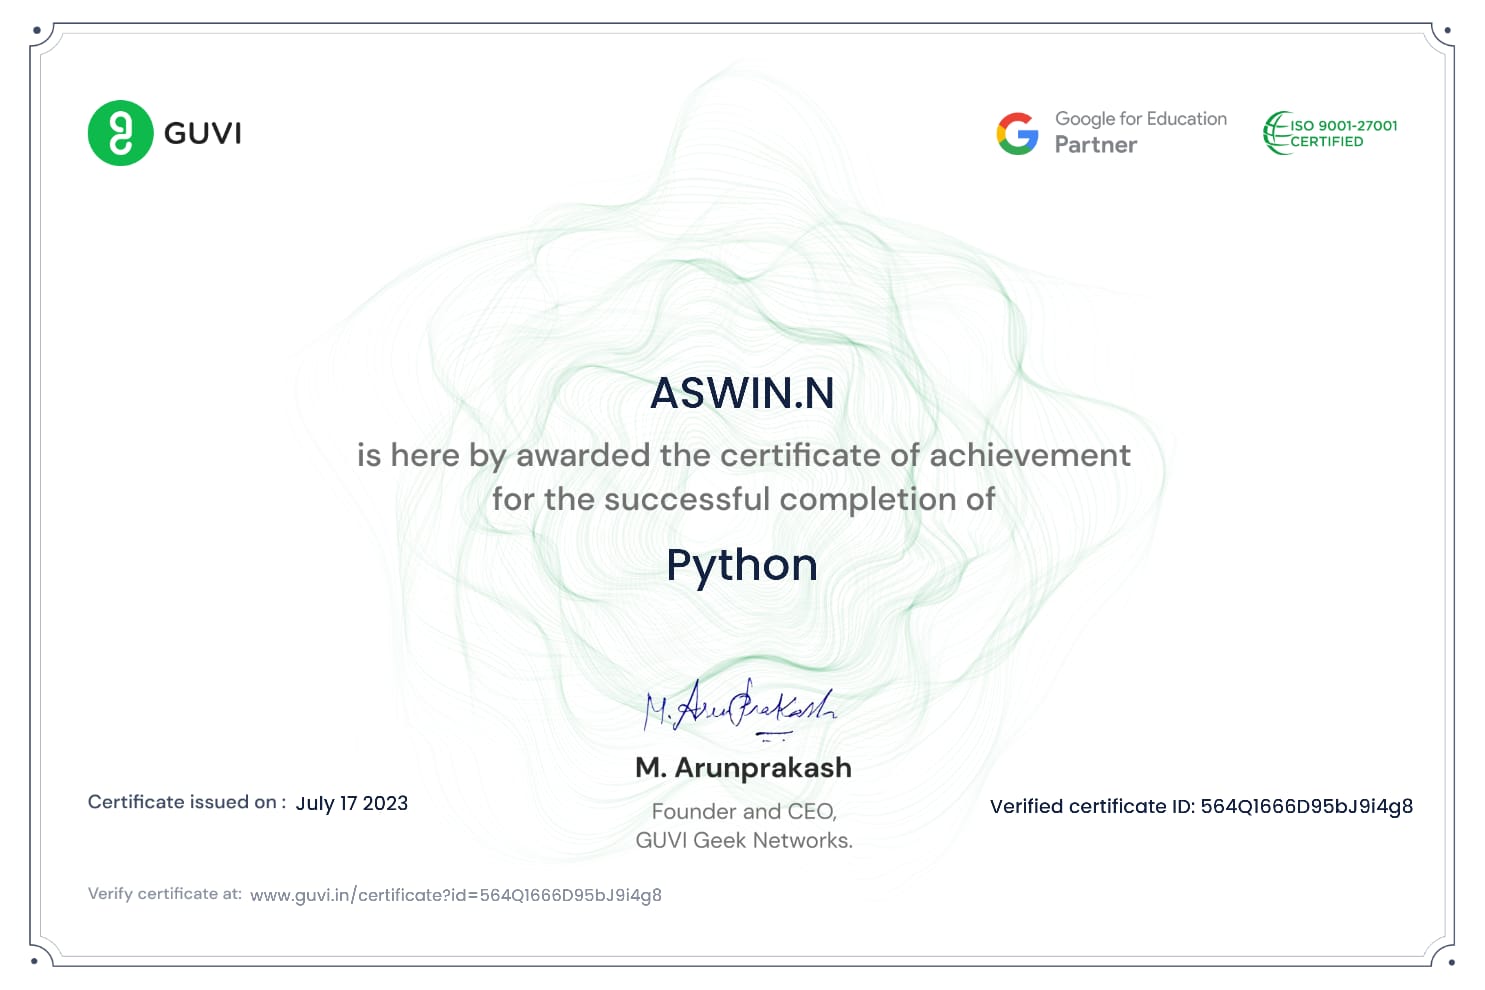 GUVI
Google for Education
Partner
ISO 9001-27001
CERTIFIED
ASWIN.N
is here by awarded the certificate of achievement
for the successful completion of
Python
M. Arunprakash
M. Arunprakash
Founder and CEO,
GUVI Geek Networks.
Certificate issued on : July 17 2023
Verified certificate ID: 564Q1666D95bJ9i4g8
Verify certificate at: www.guvi.in/certificate?id=564Q1666D95bJ9i4g8